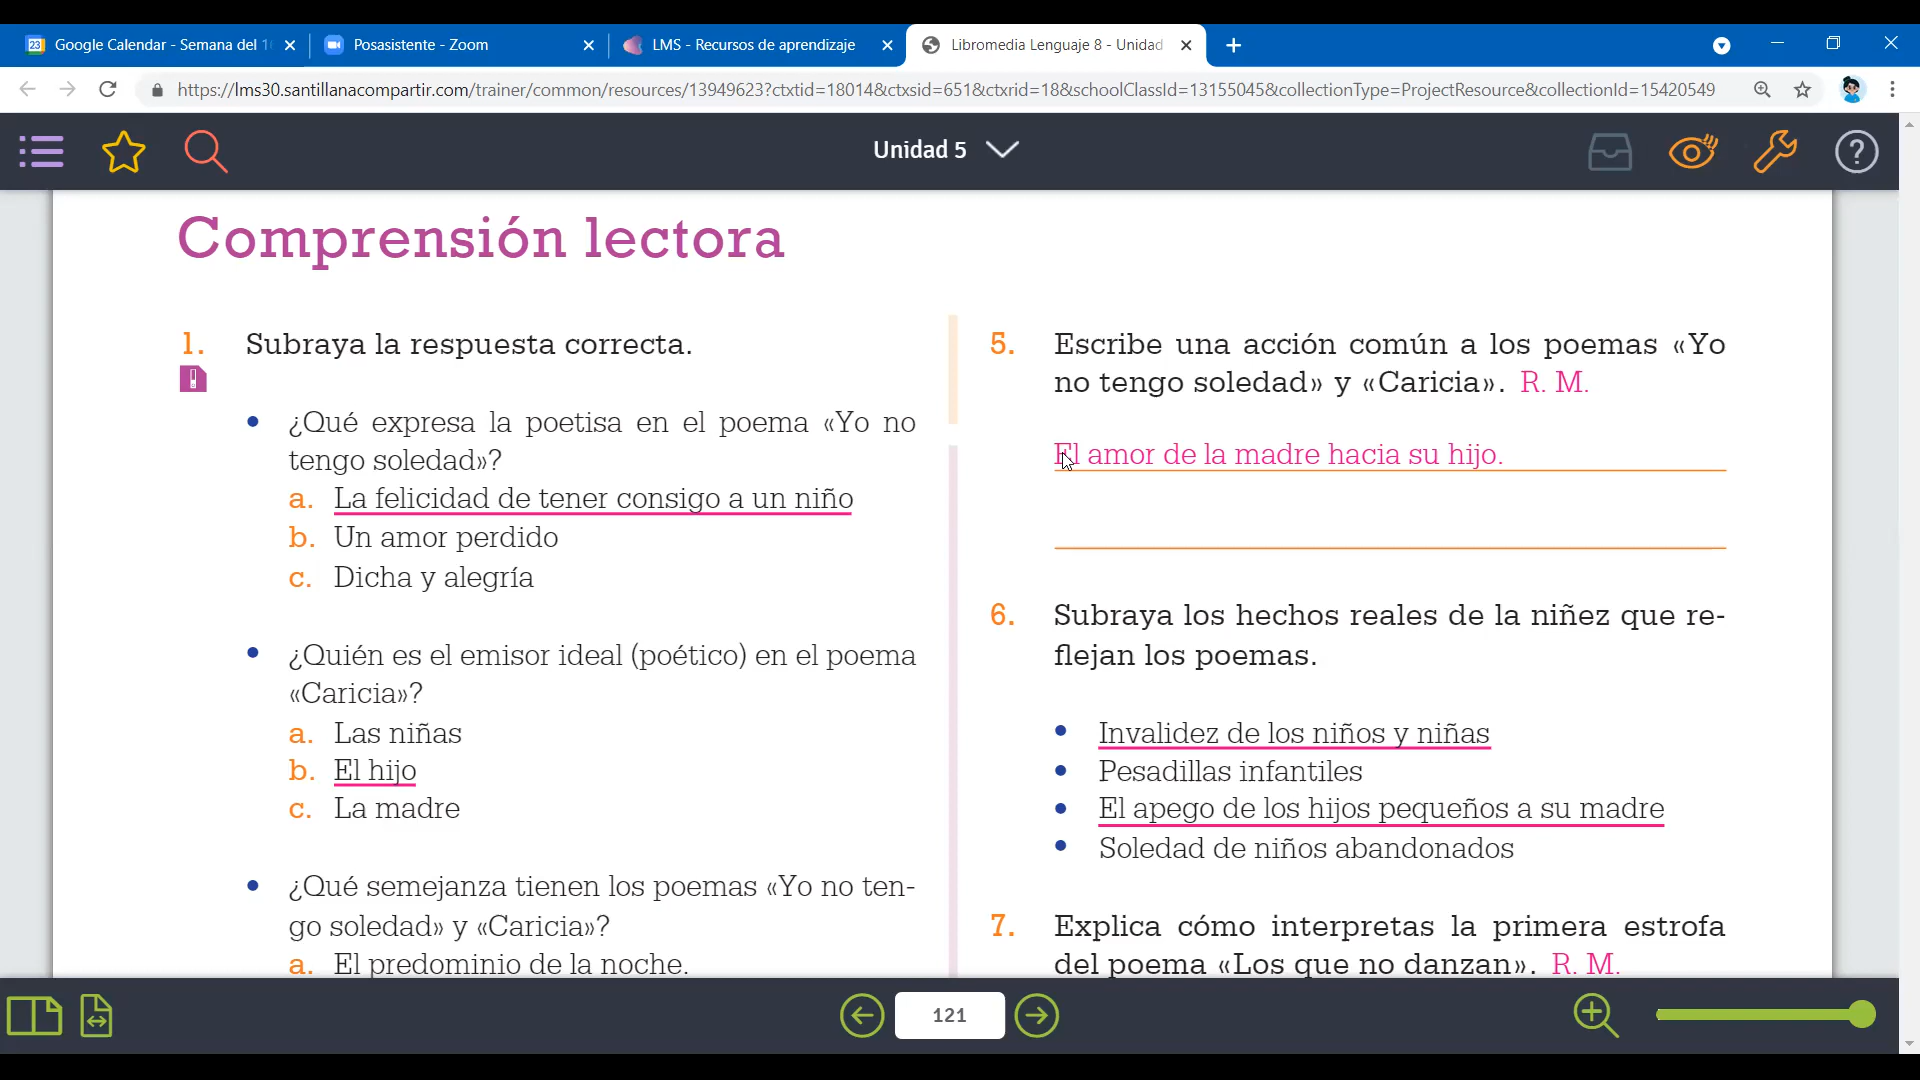 Google Calendar - Semana del 1
Posasistente - Zoom
LMS - Recursos de aprendizaje
Libromedia Lenguaje 8 - Unidad
https://lms30.santillanacompartir.com/trainer/common/resources/13949623?ctxtid=18014&ctxsid=651&ctxrid=18&schoolClassId=13155045&collectionType=ProjectResource&collectionId=15420549
Unidad 5
Comprensión lectora
1. Subraya la respuesta correcta.
• ¿Qué expresa la poetisa en el poema «Yo no
tengo soledad»?
a. La felicidad de tener consigo a un niño
b. Un amor perdido
c. Dicha y alegría
• ¿Quién es el emisor ideal (poético) en el poema
«Caricia»?
a. Las niñas
b. El hijo
c. La madre
• ¿Qué semejanza tienen los poemas «Yo no ten-
go soledad» y «Caricia»?
a. El predominio de la noche.
5. Escribe una acción común a los poemas «Yo
no tengo soledad» y «Caricia». R. M.
El amor de la madre hacia su hijo.
6. Subraya los hechos reales de la niñez que re-
flejan los poemas.
• Invalidez de los niños y niñas
• Pesadillas infantiles
• El apego de los hijos pequeños a su madre
• Soledad de niños abandonados
7. Explica cómo interpretas la primera estrofa
del poema «Los que no danzan». R. M.
121